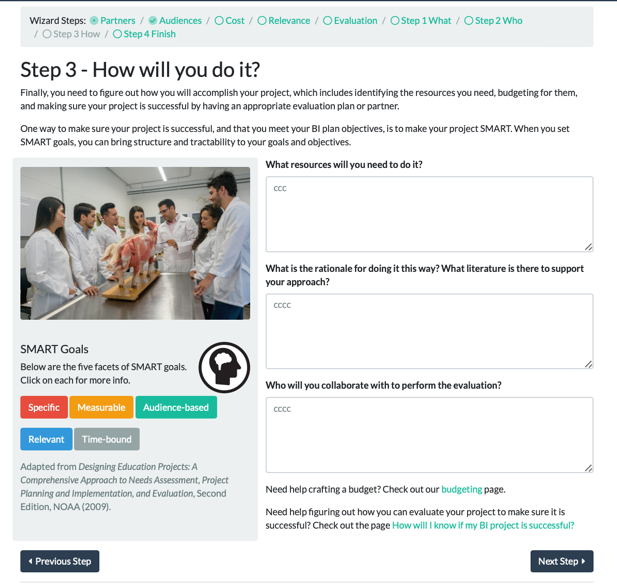 Wizard Steps: Partners / Audiences / Cost / Relevance / Evaluation / Step 1 What / Step 2 Who
/ Step 3 How / Step 4 Finish
Step 3 - How will you do it?
Finally, you need to figure out how you will accomplish your project, which includes identifying the resources you need, budgeting for them,
and making sure your project is successful by having an appropriate evaluation plan or partner.
One way to make sure your project is successful, and that you meet your BI plan objectives, is to make your project SMART. When you set
SMART goals, you can bring structure and tractability to your goals and objectives.
What resources will you need to do it?
ccc
What is the rationale for doing it this way? What literature is there to support
your approach?
cccc
Who will you collaborate with to perform the evaluation?
cccc
Need help crafting a budget? Check out our budgeting page.
Need help figuring out how you can evaluate your project to make sure it is
successful? Check out the page How will I know if my BI project is successful?
SMART Goals
Below are the five facets of SMART goals.
Click on each for more info.
Specific Measurable Audience-based
Relevant Time-bound
Adapted from Designing Education Projects: A
Comprehensive Approach to Needs Assessment, Project
Planning and Implementation, and Evaluation, Second
Edition, NOAA (2009).
Previous Step
Next Step